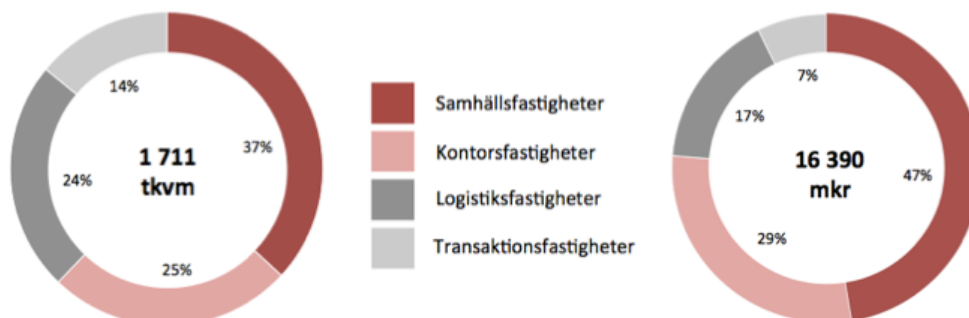 14%
37%
1 711
tkvm
24%
25%
Samhällsfastigheter
Kontorsfastigheter
Logistiksfastigheter
Transaktionsfastigheter
7%
17%
16 390
mkr
47%
29%